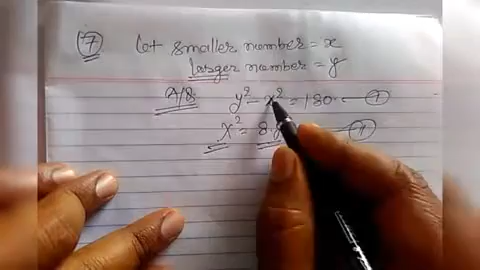 7 Let smaller number = x
larger number = y
A/Q y² - x² = 180 - ①
x² = 8y - ②